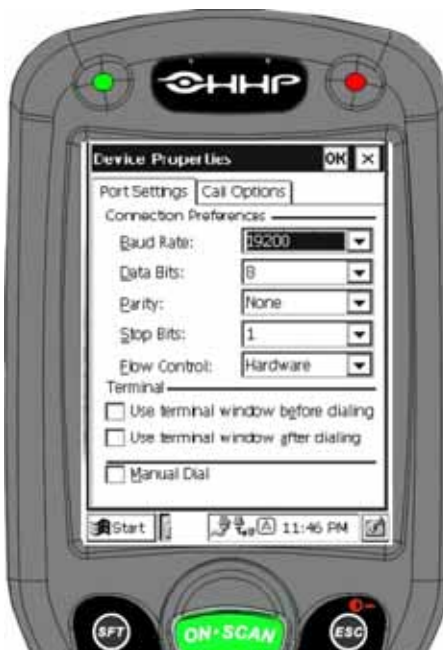 HHP
Device Properties OK ×
Port Settings Call Options
Connection Preferences
Baud Rate: 19200
Data Bits: 8
Parity: None
Stop Bits: 1
Flow Control: Hardware
Terminal
Use terminal window before dialing
Use terminal window after dialing
Manual Dial
Start A 11:46 PM
SFT ON·SCAN ESC